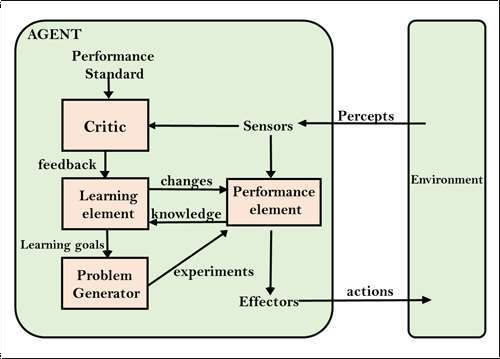 AGENT
Performance
Standard
Critic
Sensors
Percepts
feedback
changes
Learning
element
Performance
element
Environment
knowledge
Learning goals
experiments
Problem
Generator
Effectors
actions